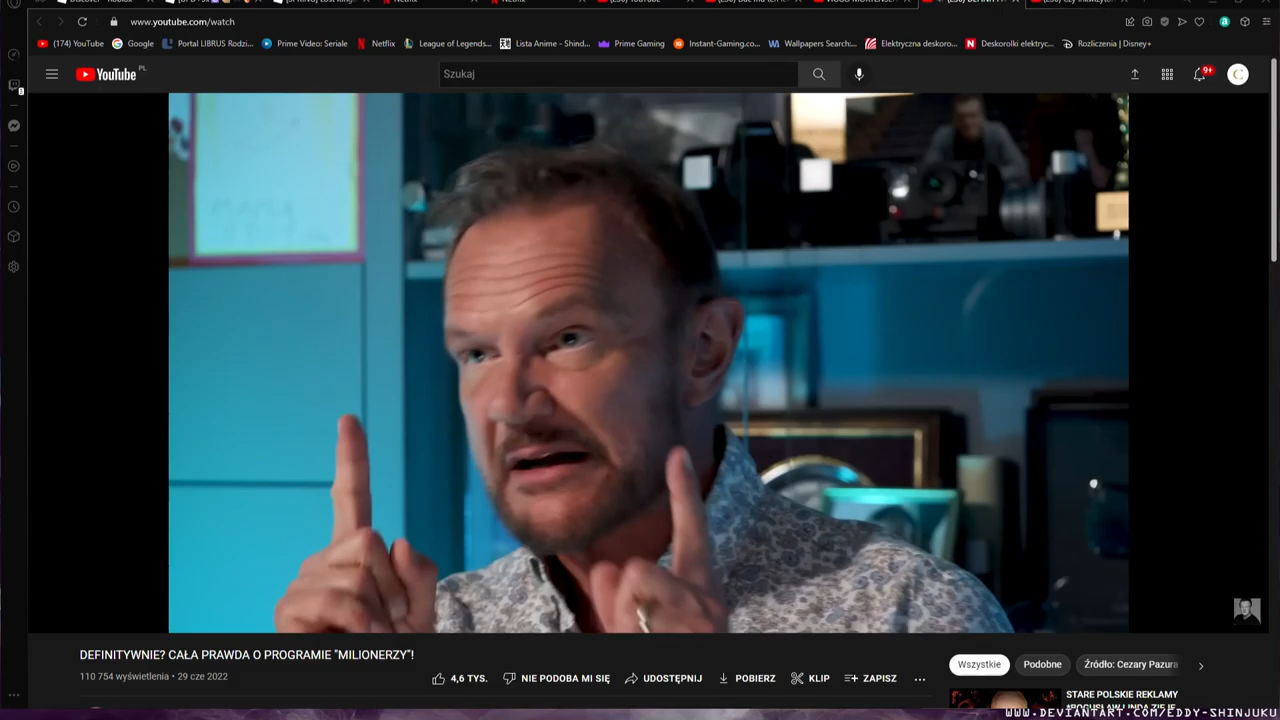 www.youtube.com/watch
(174) YouTube
Google
Portal LIBRUS Rodzi...
Prime Video: Seriale
Netflix
League of Legends...
Lista Anime - Shind...
Prime Gaming
Instant-Gaming.co...
Wallpapers Search:...
Elektryczna deskoro...
Deskorolki elektryc...
Rozliczenia | Disney+
YouTube PL
Szukaj
9+
C
MAMA
DEFINITYWNIE? CAŁA PRAWDA O PROGRAMIE "MILIONERZY"!
110 754 wyświetlenia • 29 cze 2022
4,6 TYS.
NIE PODOBA MI SIĘ
UDOSTĘPNIJ
POBIERZ
KLIP
ZAPISZ
Wszystkie
Podobne
Źródło: Cezary Pazura
STARE POLSKIE REKLAMY
WWW.DEVIANTART.COM/EDDY-SHINJUKU